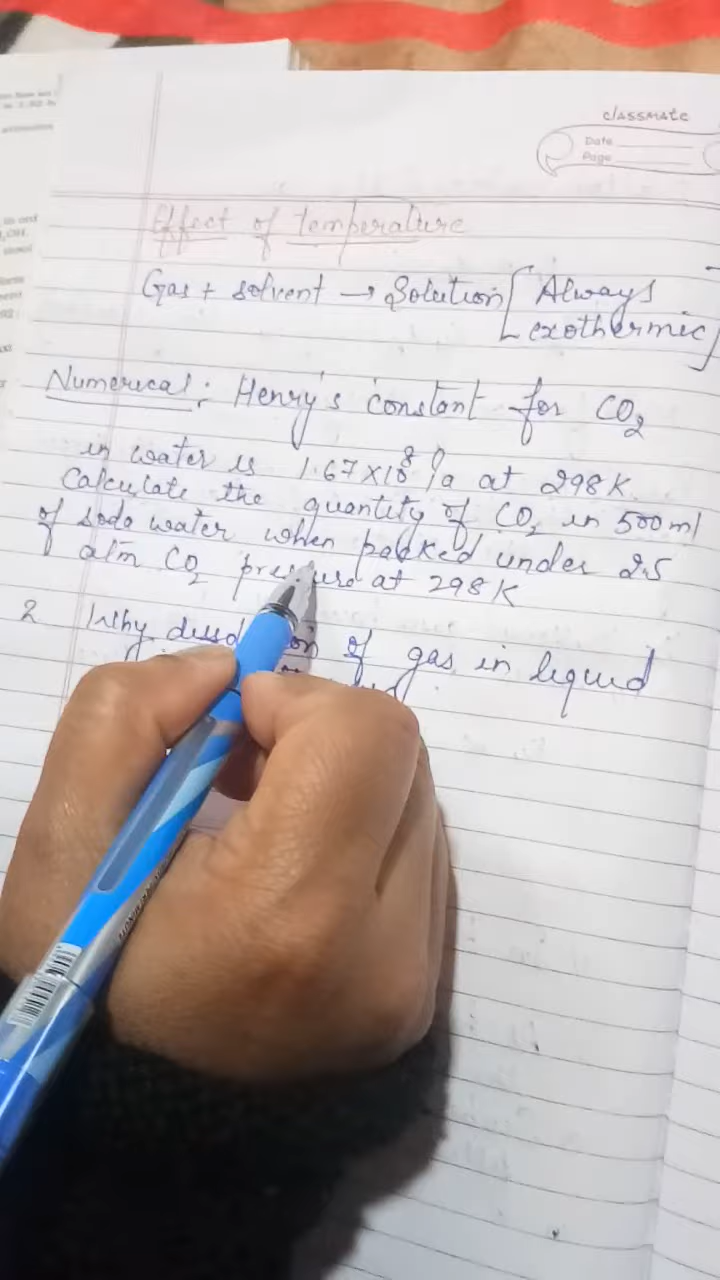 classmate
Date
Page
Effect of temperature
Gas + solvent → Solution [Always
exothermic]
Numerical: Henry's constant for CO2
in water is 1.67×10^8 Pa at 298K.
Calculate the quantity of CO2 in 500ml
of soda water when packed under 2.5
atm CO2 pressure at 298K
2 Why of gas in liquid